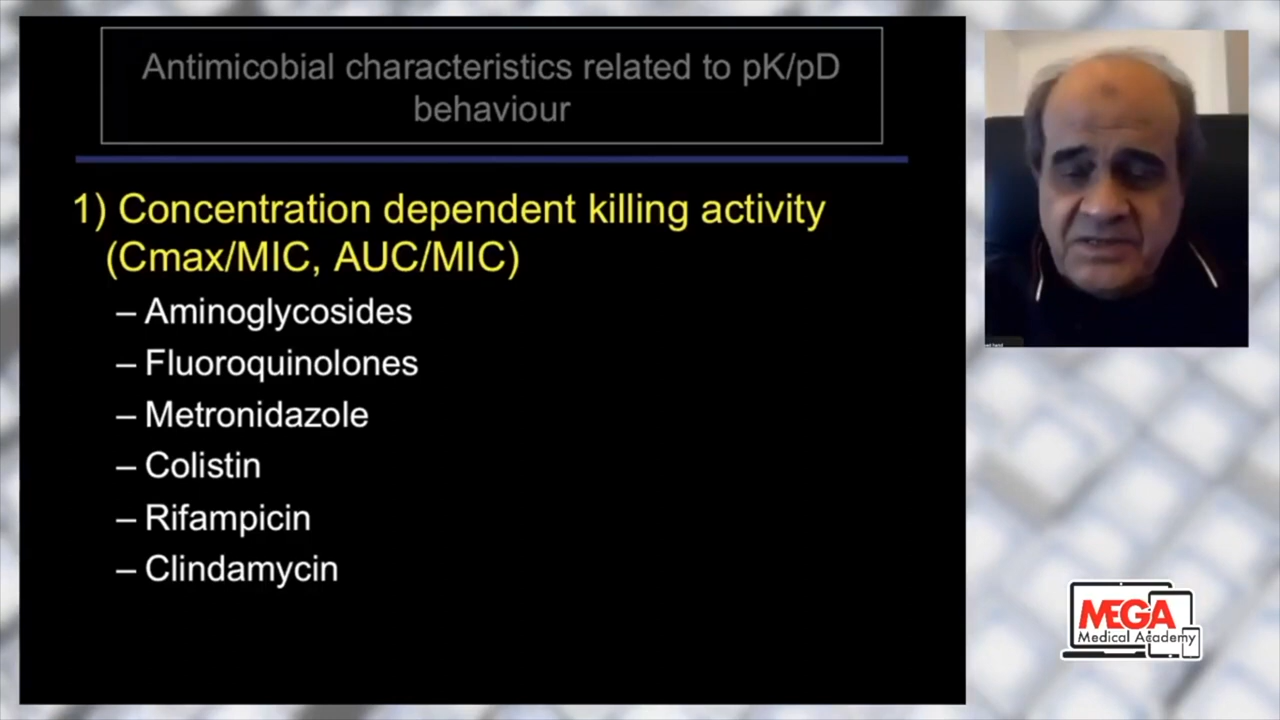 Antimicobial characteristics related to pK/pD
behaviour
1) Concentration dependent killing activity
(Cmax/MIC, AUC/MIC)
– Aminoglycosides
– Fluoroquinolones
– Metronidazole
– Colistin
– Rifampicin
– Clindamycin
MEGA
Medical Academy